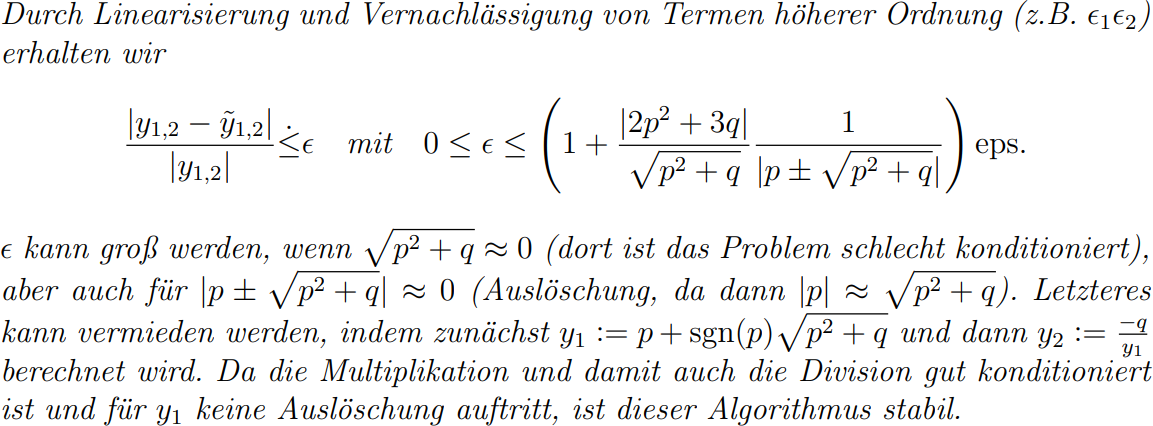 Durch Linearisierung und Vernachlässigung von Termen höherer Ordnung (z.B. ϵ₁ϵ₂)
erhalten wir
|y₁,₂ − ỹ₁,₂| / |y₁,₂| ≤̇ ϵ mit 0 ≤ ϵ ≤ (1 + |2p² + 3q| / √(p² + q) · 1 / |p ± √(p² + q)|) eps.
ϵ kann groß werden, wenn √(p² + q) ≈ 0 (dort ist das Problem schlecht konditioniert),
aber auch für |p ± √(p² + q)| ≈ 0 (Auslöschung, da dann |p| ≈ √(p² + q)). Letzteres
kann vermieden werden, indem zunächst y₁ := p + sgn(p)√(p² + q) und dann y₂ := −q/y₁
berechnet wird. Da die Multiplikation und damit auch die Division gut konditioniert
ist und für y₁ keine Auslöschung auftritt, ist dieser Algorithmus stabil.